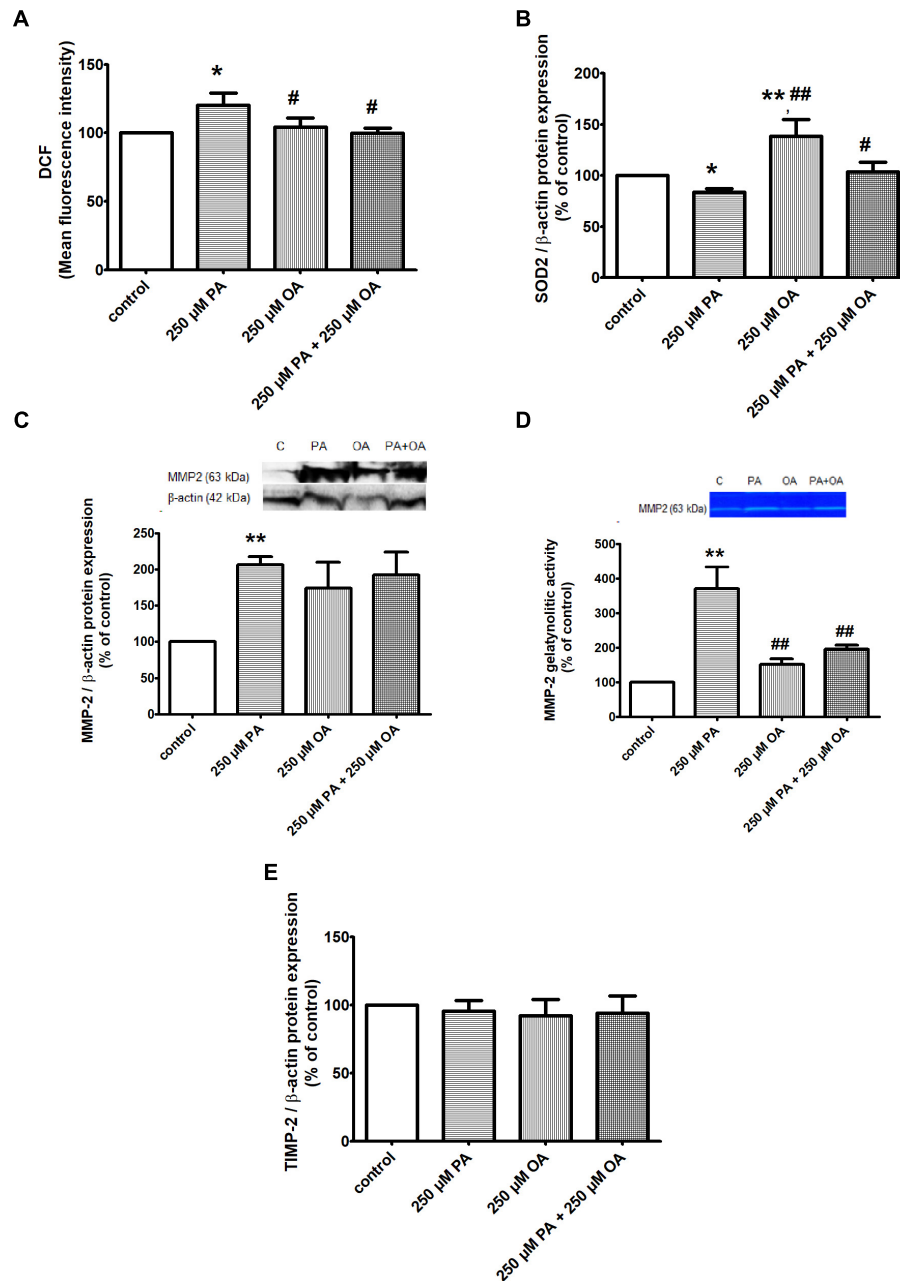 A
DCF
(Mean fluorescence intensity)
150
100
50
0
*
#
#
control
250 µM PA
250 µM OA
250 µM PA + 250 µM OA
B
SOD2 / β-actin protein expression
(% of control)
200
150
100
50
0
*
**, ##
#
control
250 µM PA
250 µM OA
250 µM PA + 250 µM OA
C
C PA OA PA+OA
MMP2 (63 kDa)
β-actin (42 kDa)
MMP-2 / β-actin protein expression
(% of control)
250
200
150
100
50
0
**
control
250 µM PA
250 µM OA
250 µM PA + 250 µM OA
D
C PA OA PA+OA
MMP2 (63 kDa)
MMP-2 gelatynolitic activity
(% of control)
500
400
300
200
100
0
**
##
##
control
250 µM PA
250 µM OA
250 µM PA + 250 µM OA
E
TIMP-2 / β-actin protein expression
(% of control)
150
100
50
0
control
250 µM PA
250 µM OA
250 µM PA + 250 µM OA